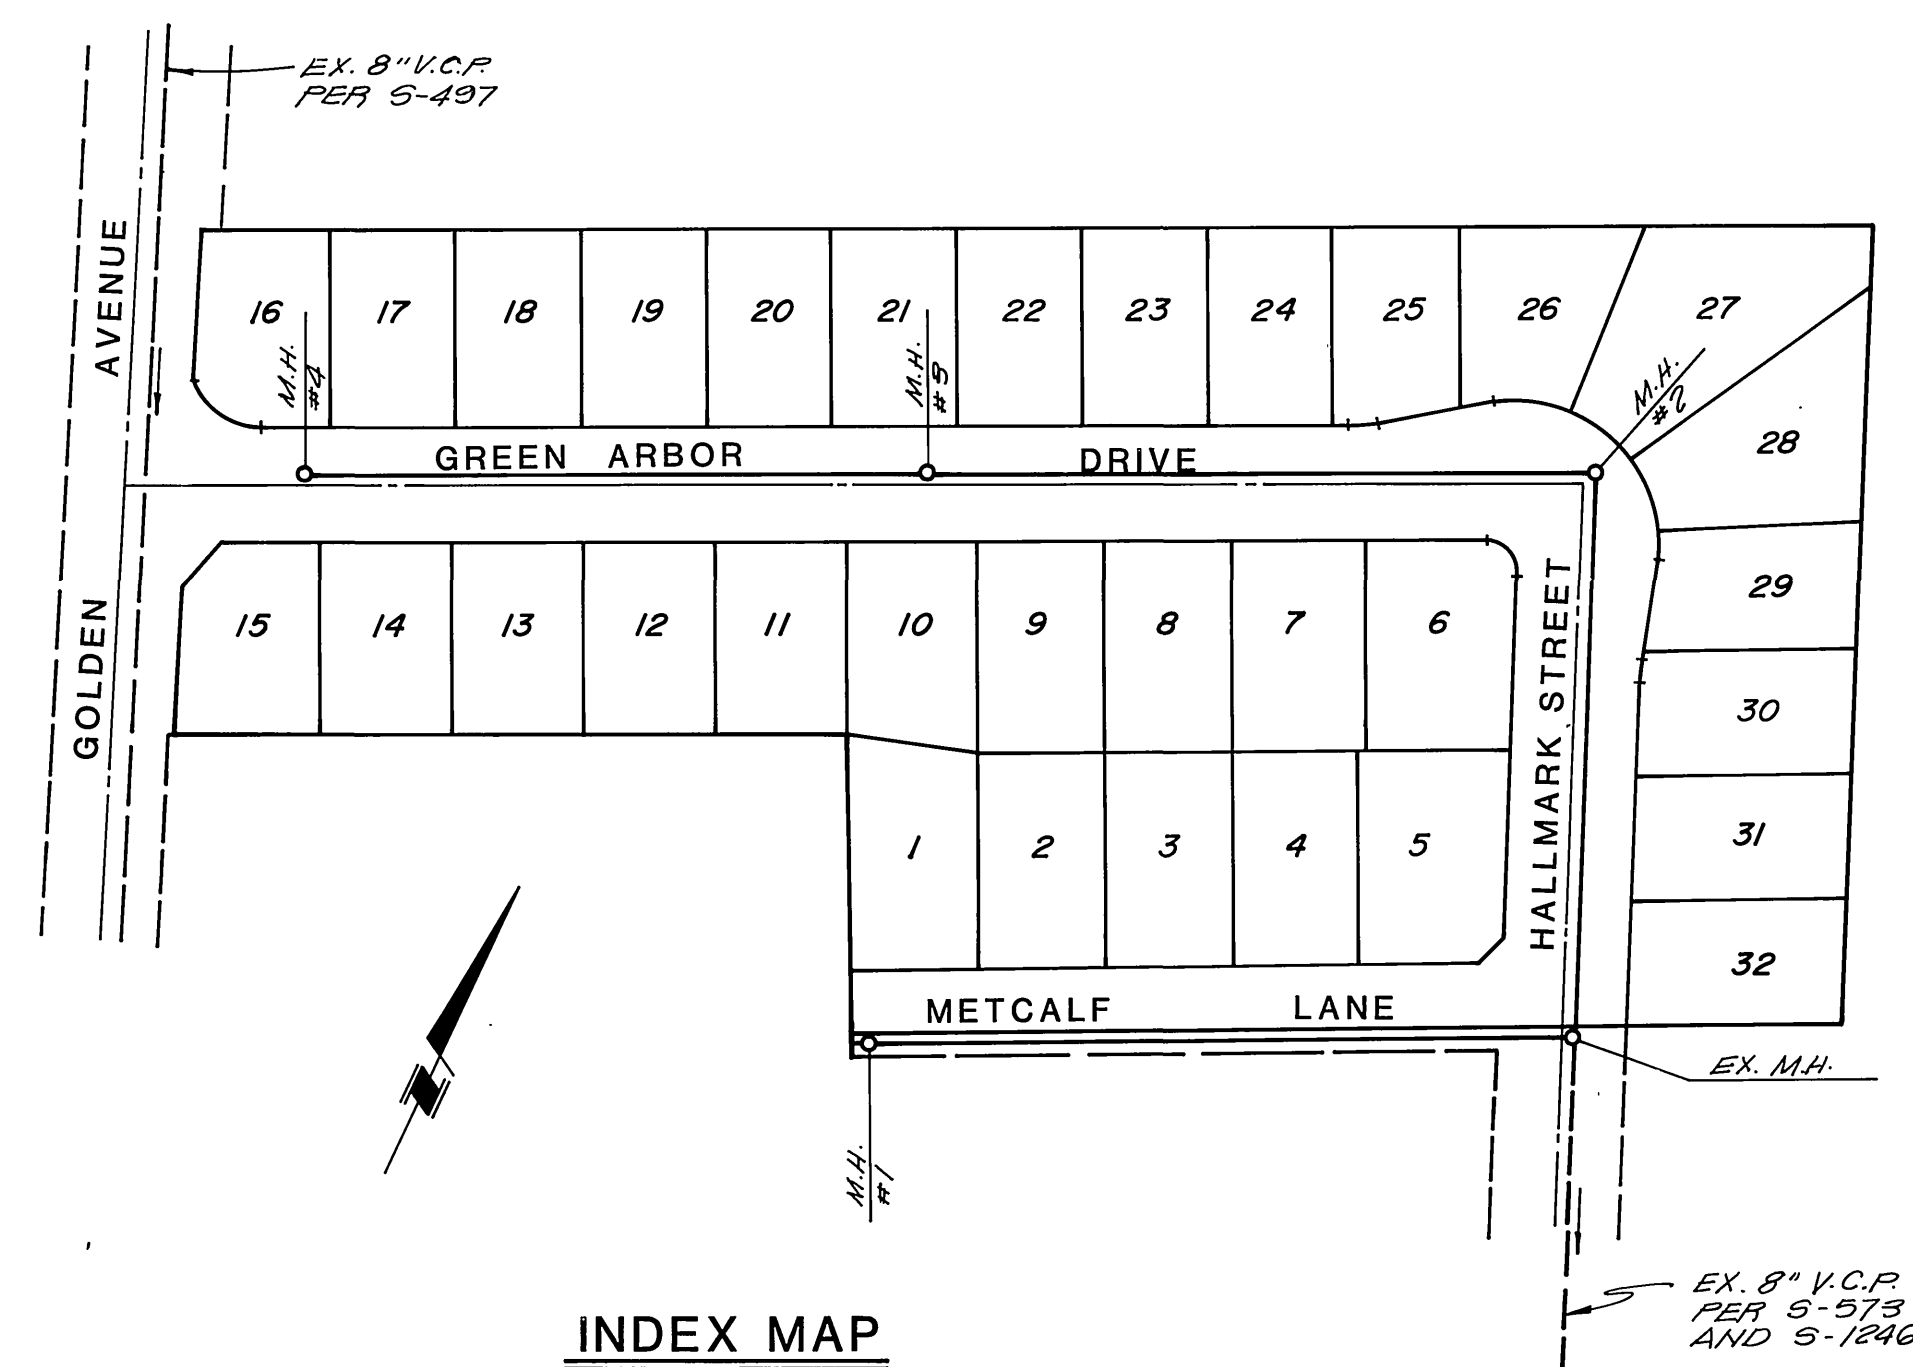 EX. 8" V.C.P.
PER S-497
GOLDEN AVENUE
16 17 18 19 20 21 22 23 24 25 26 27
M.H.
#4
M.H.
#3
M.H.
#2
28
GREEN ARBOR DRIVE
29
15 14 13 12 11 10 9 8 7 6
HALLMARK STREET
30
1 2 3 4 5
31
32
METCALF LANE
EX. M.H.
M.H.
#1
EX. 8" V.C.P.
PER S-573
AND S-1246
INDEX MAP